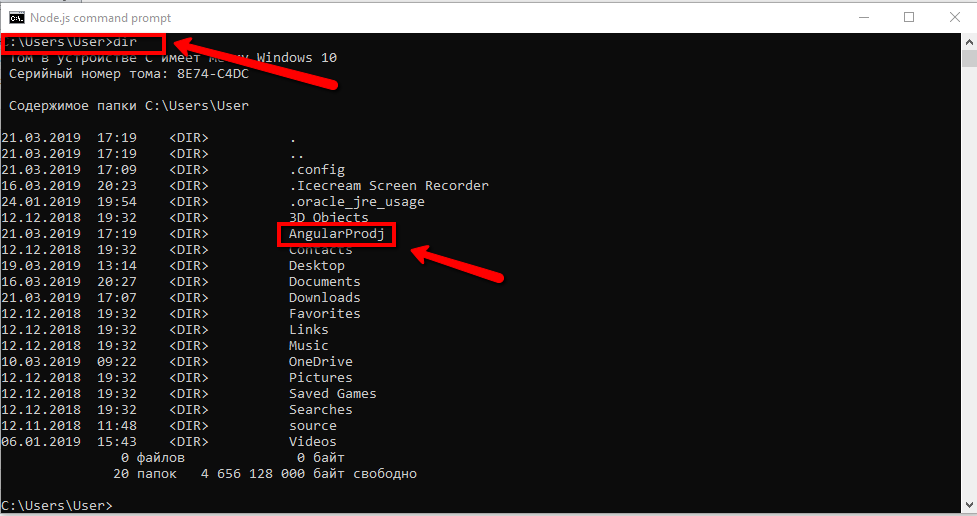 Node.js command prompt
C:\Users\User>dir
Том в устройстве C имеет метку Windows 10
Серийный номер тома: 8E74-C4DC
Содержимое папки C:\Users\User
21.03.2019 17:19 <DIR> .
21.03.2019 17:19 <DIR> ..
21.03.2019 17:09 <DIR> .config
16.03.2019 20:23 <DIR> .Icecream Screen Recorder
24.01.2019 19:54 <DIR> .oracle_jre_usage
12.12.2018 19:32 <DIR> 3D Objects
21.03.2019 17:19 <DIR> AngularProdj
12.12.2018 19:32 <DIR> Contacts
19.03.2019 13:14 <DIR> Desktop
16.03.2019 20:27 <DIR> Documents
21.03.2019 17:07 <DIR> Downloads
12.12.2018 19:32 <DIR> Favorites
12.12.2018 19:32 <DIR> Links
12.12.2018 19:32 <DIR> Music
10.03.2019 09:22 <DIR> OneDrive
12.12.2018 19:32 <DIR> Pictures
12.12.2018 19:32 <DIR> Saved Games
12.12.2018 19:32 <DIR> Searches
12.11.2018 11:48 <DIR> source
06.01.2019 15:43 <DIR> Videos
0 файлов 0 байт
20 папок 4 656 128 000 байт свободно
C:\Users\User>